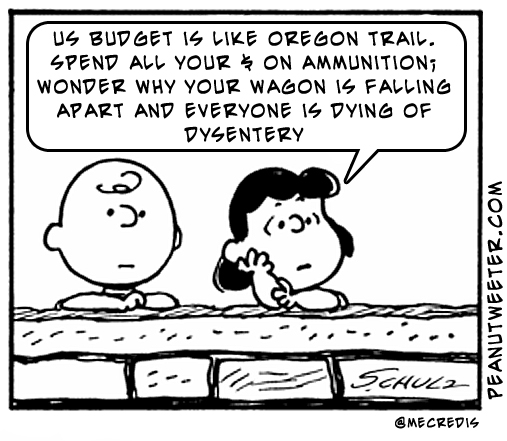 US BUDGET IS LIKE OREGON TRAIL.
SPEND ALL YOUR $ ON AMMUNITION;
WONDER WHY YOUR WAGON IS FALLING
APART AND EVERYONE IS DYING OF
DYSENTERY
SCHULZ
PEANUTWEETER.COM
@MECREDIS